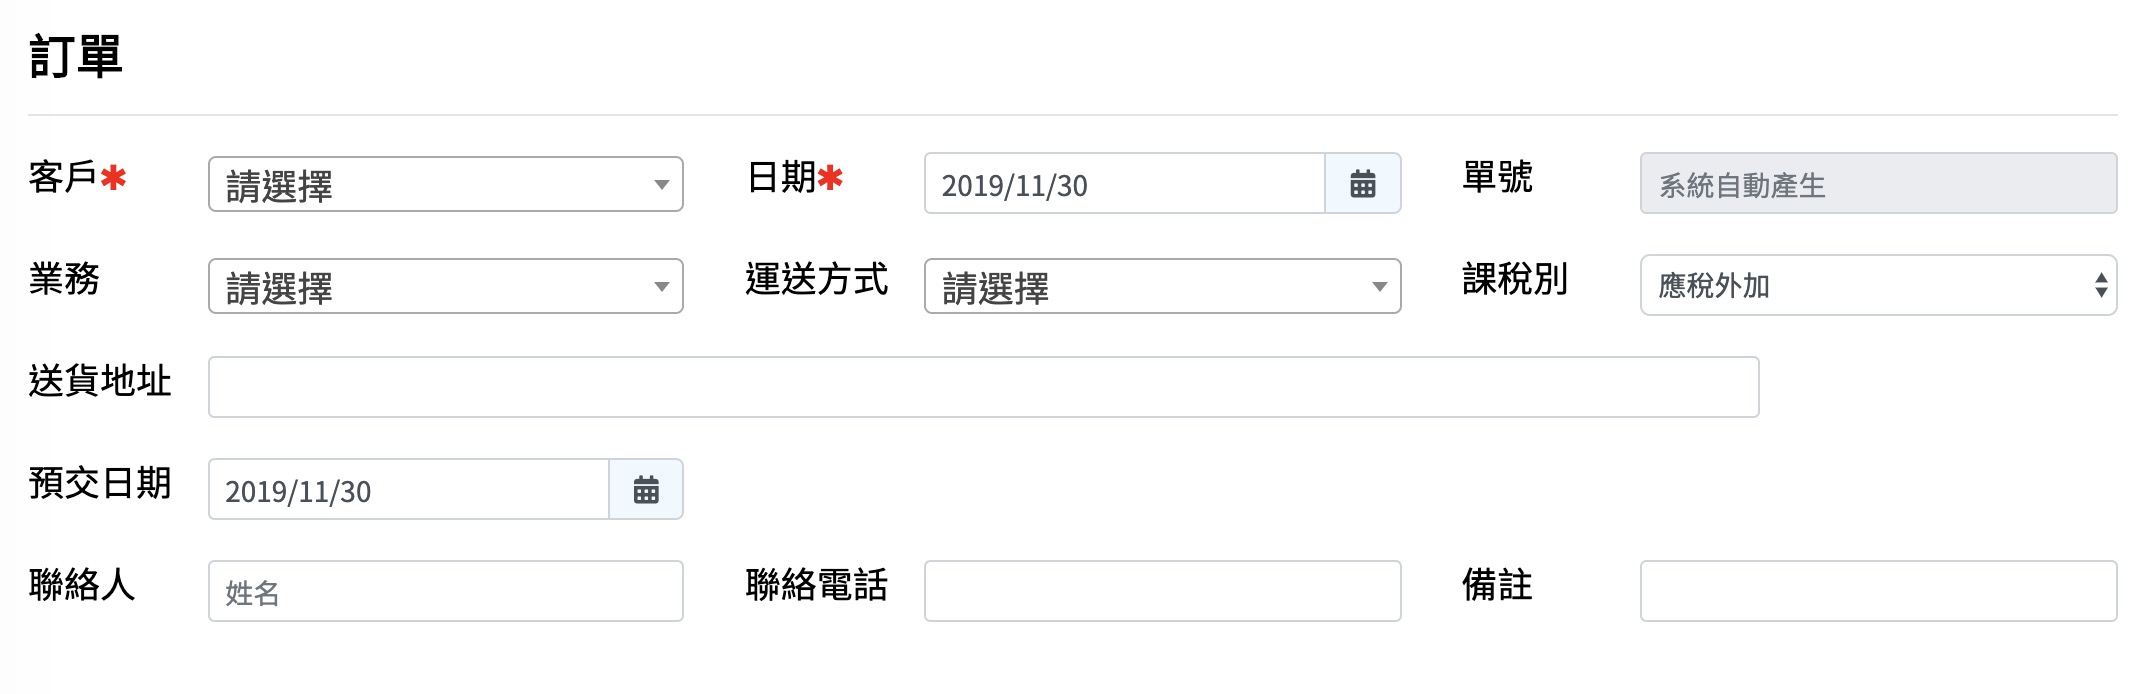 訂單
客戶✱ 請選擇 日期✱ 2019/11/30 單號 系統自動產生
業務 請選擇 運送方式 請選擇 課稅別 應稅外加
送貨地址
預交日期 2019/11/30
聯絡人 姓名 聯絡電話 備註